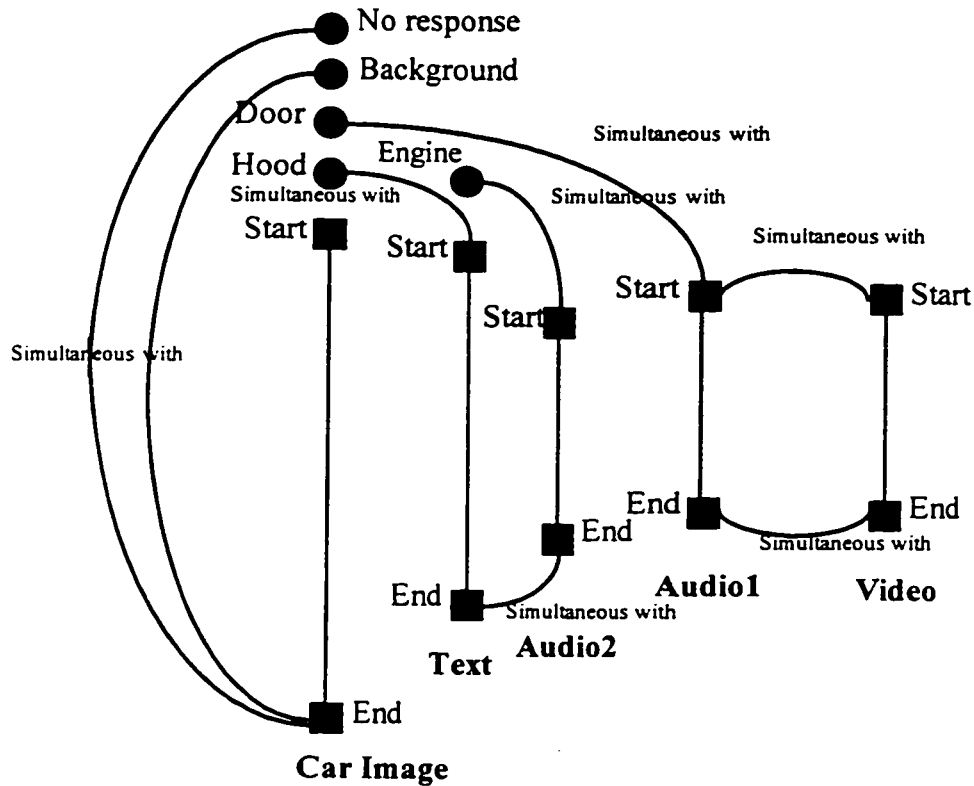 No response
Background
Door
Simultaneous with
Hood
Engine
Simultaneous with
Simultaneous with
Start
Start
Simultaneous with
Start
Start
Start
Simultaneous with
End
End
End
Simultaneous with
End
Simultaneous with
Audio1
Video
Audio2
Text
End
Car Image